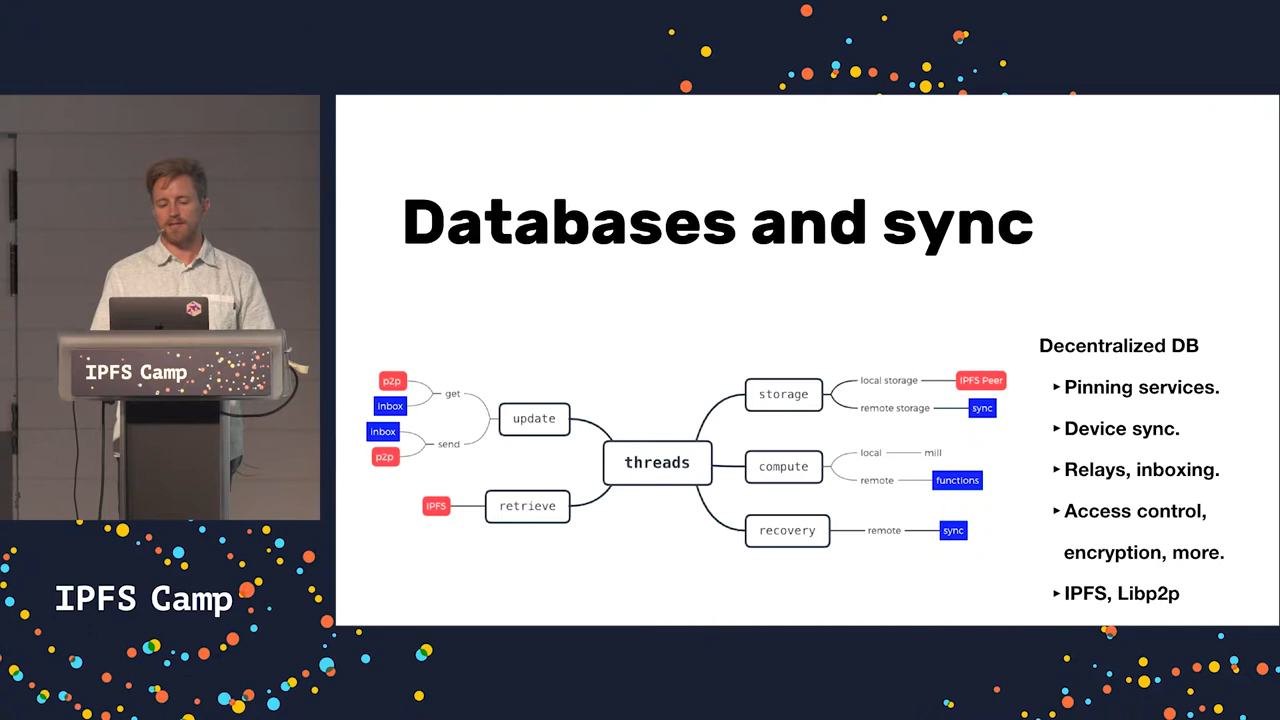 Databases and sync
p2p
inbox
get
inbox
p2p
send
update
IPFS
retrieve
threads
storage
local storage
IPFS Peer
remote storage
sync
compute
local
mill
remote
functions
recovery
remote
sync
Decentralized DB
‣ Pinning services.
‣ Device sync.
‣ Relays, inboxing.
‣ Access control,
encryption, more.
‣ IPFS, Libp2p
IPFS Camp
IPFS Camp